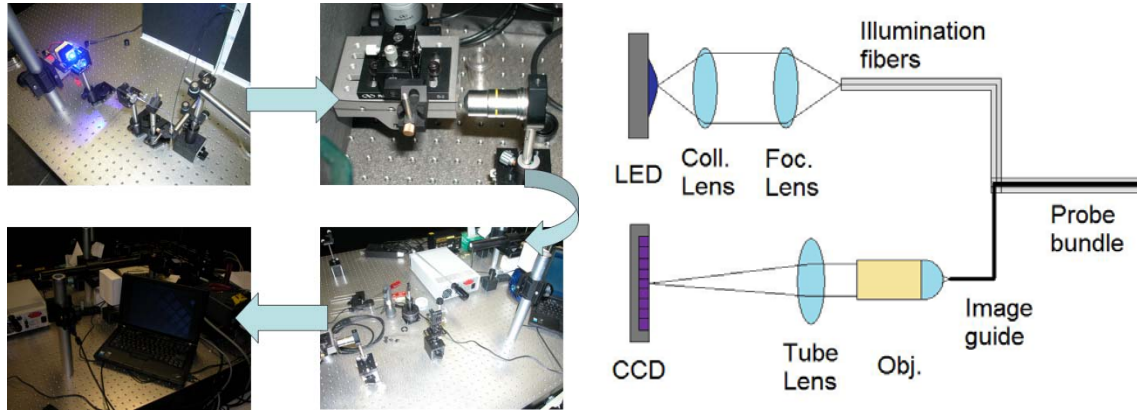 Illumination
fibers
LED
Coll.
Lens
Foc.
Lens
Probe
bundle
Image
guide
CCD
Tube
Lens
Obj.